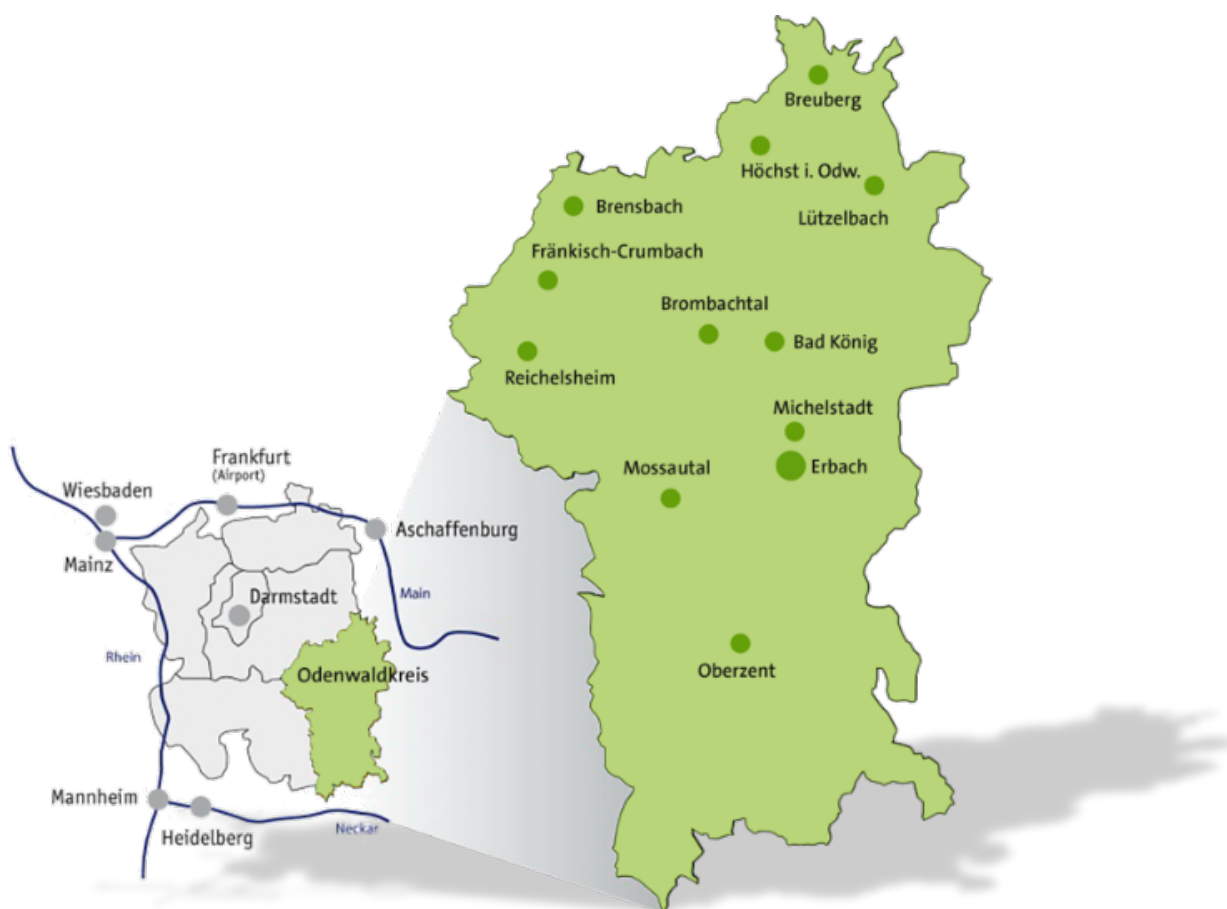 Breuberg
Höchst i. Odw.
Lützelbach
Brensbach
Fränkisch-Crumbach
Brombachtal
Bad König
Reichelsheim
Michelstadt
Erbach
Mossautal
Oberzent
Frankfurt
(Airport)
Wiesbaden
Mainz
Aschaffenburg
Darmstadt
Main
Rhein
Odenwaldkreis
Mannheim
Heidelberg
Neckar